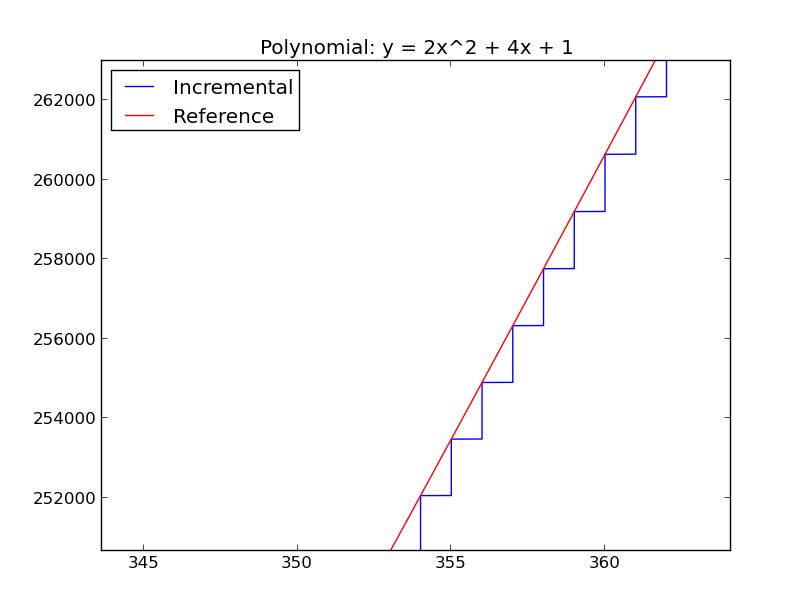 Polynomial: y = 2x^2 + 4x + 1
Incremental
Reference
262000
260000
258000
256000
254000
252000
345 350 355 360